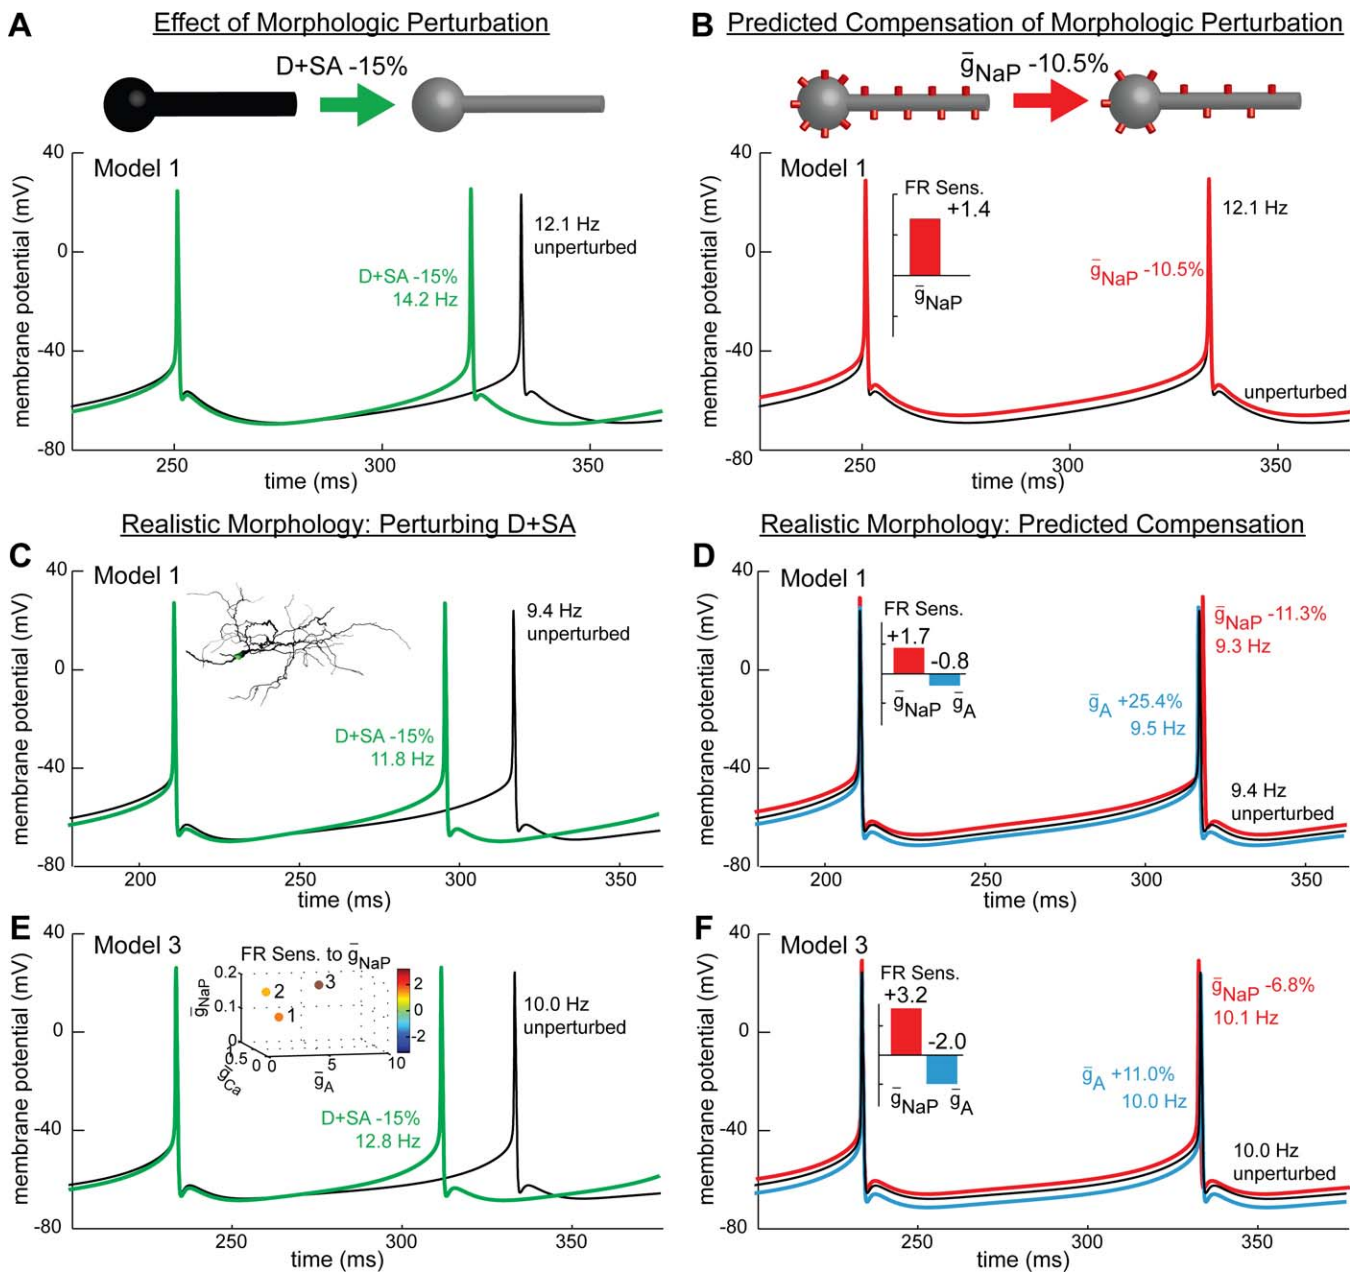 A
Effect of Morphologic Perturbation
D+SA -15%
Model 1
membrane potential (mV)
40
0
-40
-80
12.1 Hz
unperturbed
D+SA -15%
14.2 Hz
250
300
350
time (ms)
B
Predicted Compensation of Morphologic Perturbation
ḡNaP -10.5%
Model 1
membrane potential (mV)
40
0
-40
-80
FR Sens.
+1.4
ḡNaP
12.1 Hz
ḡNaP -10.5%
unperturbed
250
300
350
time (ms)
Realistic Morphology: Perturbing D+SA
C
Model 1
membrane potential (mV)
40
0
-40
-80
9.4 Hz
unperturbed
D+SA -15%
11.8 Hz
200
250
300
350
time (ms)
Realistic Morphology: Predicted Compensation
D
Model 1
membrane potential (mV)
40
0
-40
-80
FR Sens.
+1.7
-0.8
ḡNaP ḡA
ḡNaP -11.3%
9.3 Hz
ḡA +25.4%
9.5 Hz
9.4 Hz
unperturbed
200
250
300
350
time (ms)
E
Model 3
membrane potential (mV)
40
0
-40
-80
FR Sens. to ḡNaP
ḡNaP
0.2
0.1
0
2
3
1
2
0
-2
0.5
0
0
5
10
ḡCa
ḡA
10.0 Hz
unperturbed
D+SA -15%
12.8 Hz
250
300
350
time (ms)
F
Model 3
membrane potential (mV)
40
0
-40
-80
FR Sens.
+3.2
-2.0
ḡNaP ḡA
ḡNaP -6.8%
10.1 Hz
ḡA +11.0%
10.0 Hz
10.0 Hz
unperturbed
250
300
350
time (ms)